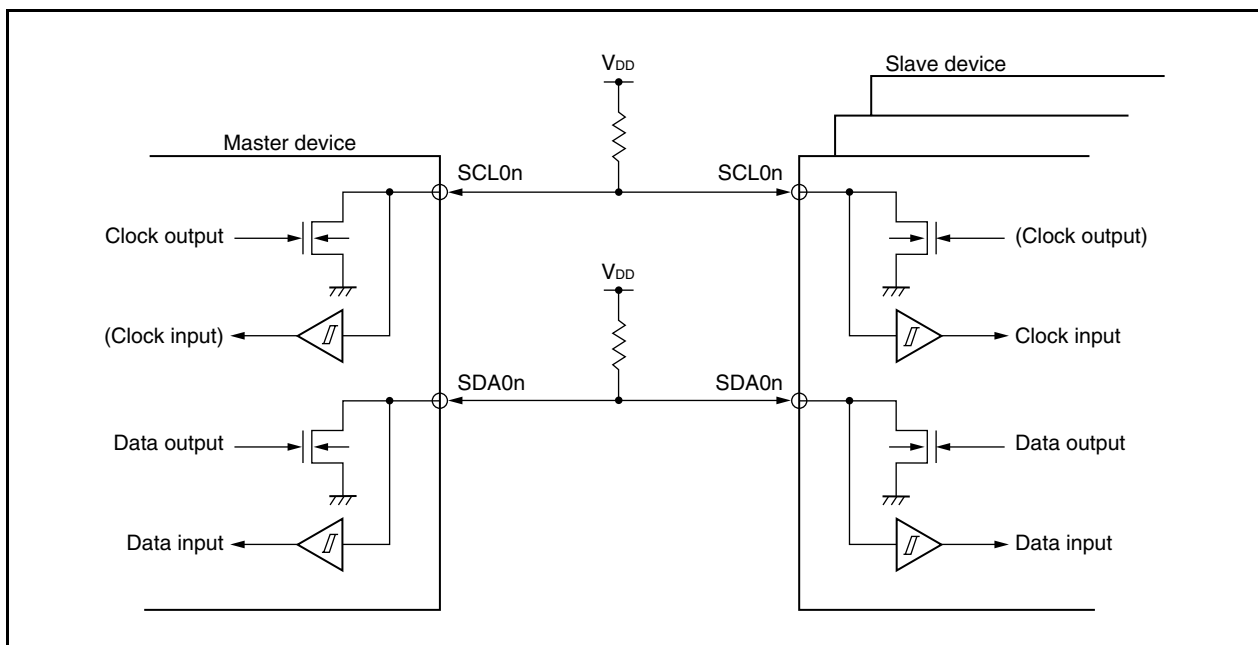 VDD
Slave device
Master device
SCL0n
SCL0n
Clock output
(Clock output)
VDD
(Clock input)
Clock input
SDA0n
SDA0n
Data output
Data output
Data input
Data input